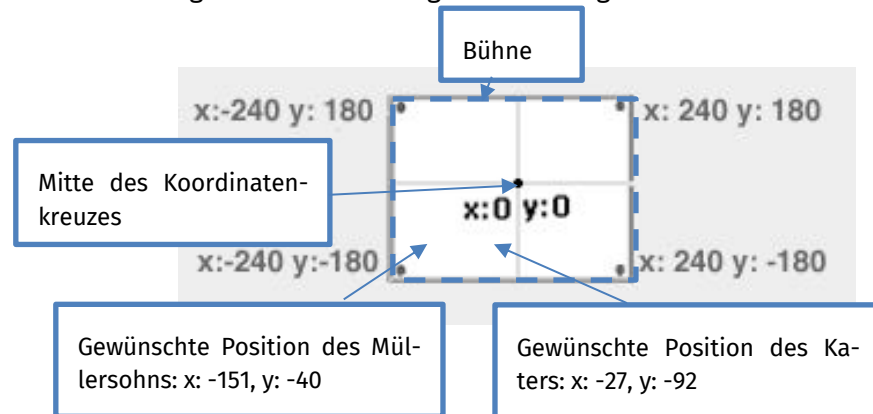 Bühne
x:-240 y: 180
x: 240 y: 180
Mitte des Koordinaten-
kreuzes
x:0 y:0
x:-240 y:-180
x: 240 y: -180
Gewünschte Position des Mül-
lersohns: x: -151, y: -40
Gewünschte Position des Ka-
ters: x: -27, y: -92